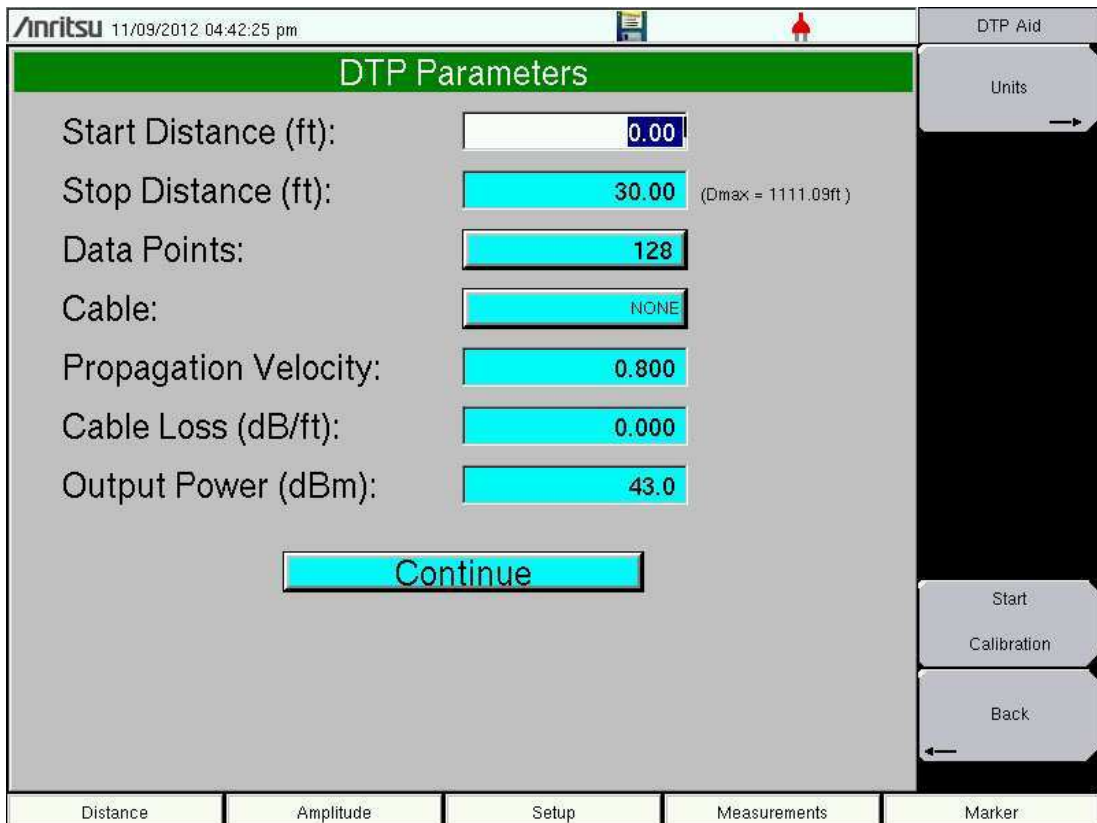 /inritsu 11/09/2012 04:42:25 pm
DTP Aid
DTP Parameters
Units
Start Distance (ft): 0.00
Stop Distance (ft): 30.00 (Dmax = 1111.09ft )
Data Points: 128
Cable: NONE
Propagation Velocity: 0.800
Cable Loss (dB/ft): 0.000
Output Power (dBm): 43.0
Continue
Start
Calibration
Back
Distance Amplitude Setup Measurements Marker